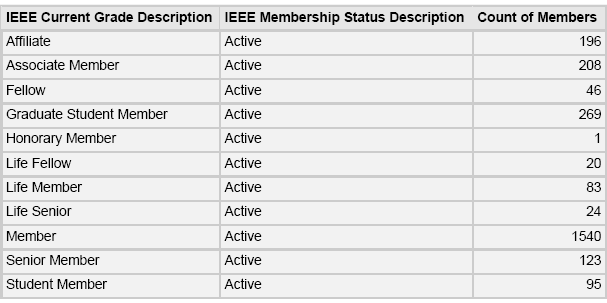 IEEE Current Grade Description IEEE Membership Status Description Count of Members
Affiliate Active 196
Associate Member Active 208
Fellow Active 46
Graduate Student Member Active 269
Honorary Member Active 1
Life Fellow Active 20
Life Member Active 83
Life Senior Active 24
Member Active 1540
Senior Member Active 123
Student Member Active 95